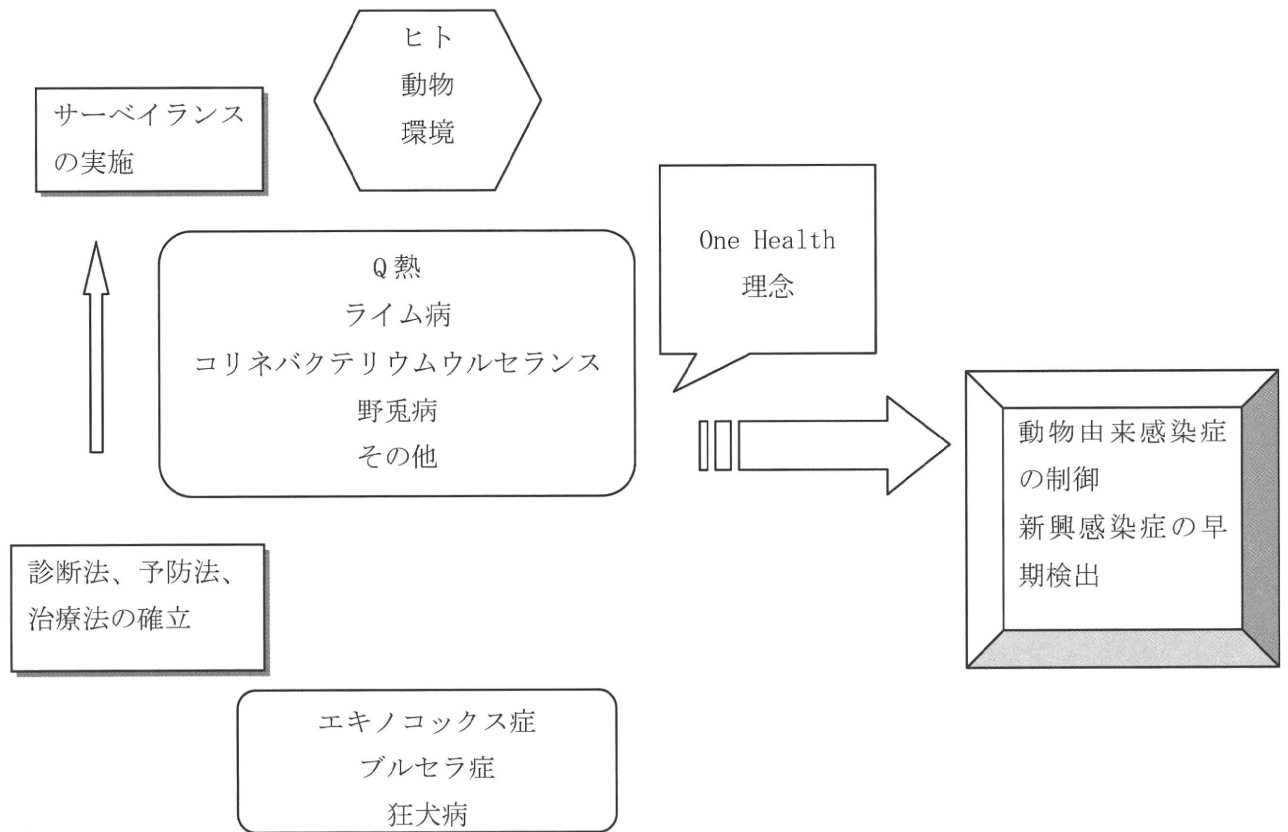 ヒト
動物
環境
サーベイランス
の実施
One Health
理念
Q熱
ライム病
コリネバクテリウムウルセランス
野兎病
その他
動物由来感染症
の制御
新興感染症の早
期検出
診断法、予防法、
治療法の確立
エキノコックス症
ブルセラ症
狂犬病